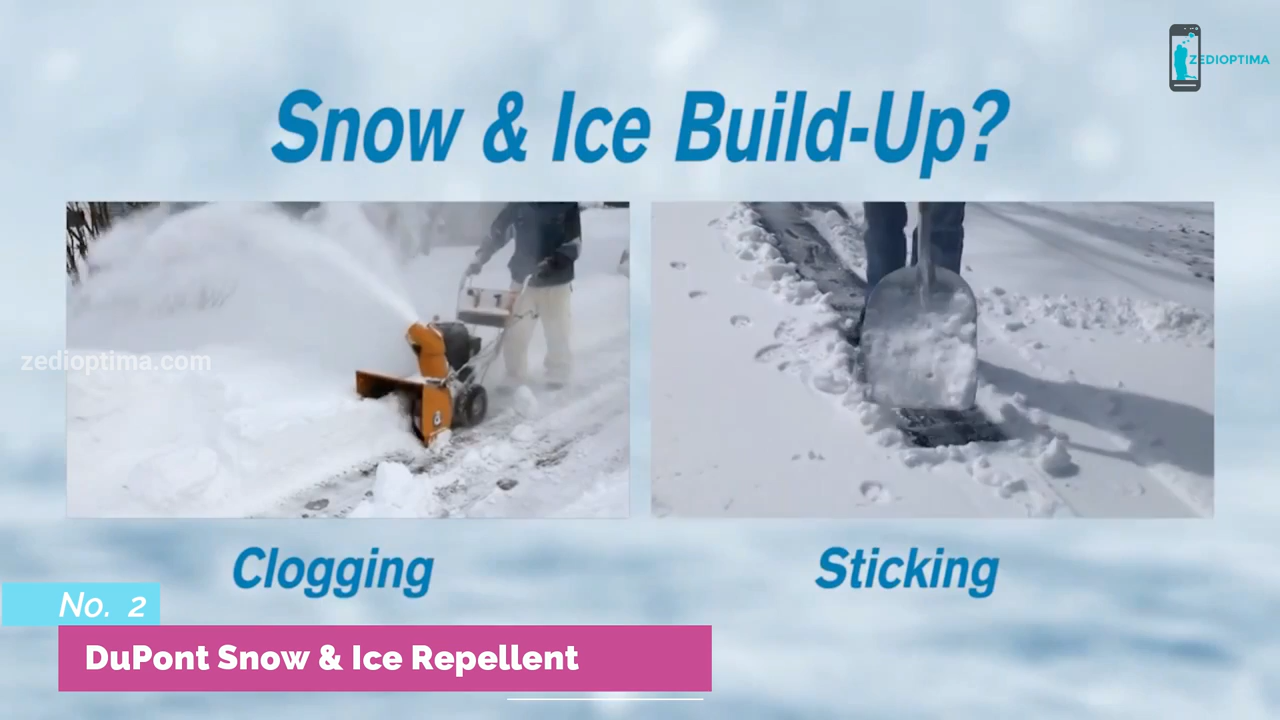 ZEDIOPTIMA
Snow & Ice Build-Up?
zedioptima.com
Clogging
Sticking
No. 2
DuPont Snow & Ice Repellent